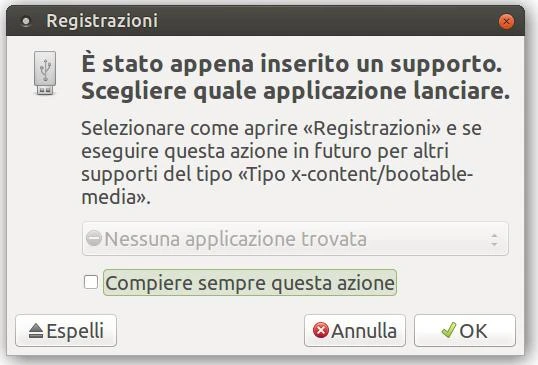 Registrazioni
È stato appena inserito un supporto.
Scegliere quale applicazione lanciare.
Selezionare come aprire «Registrazioni» e se
eseguire questa azione in futuro per altri
supporti del tipo «Tipo x-content/bootable-
media».
Nessuna applicazione trovata
Compiere sempre questa azione
Espelli
Annulla
OK